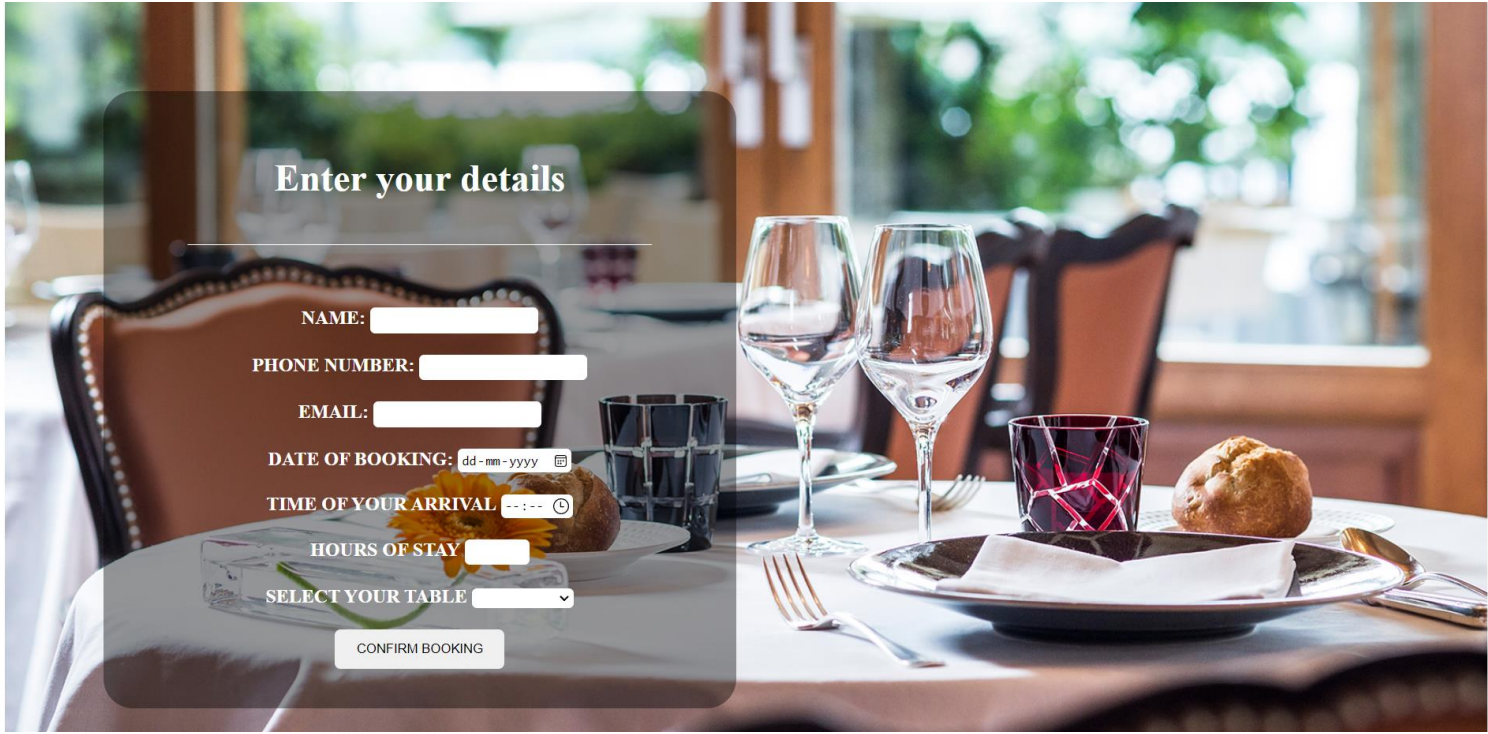 Enter your details
NAME:
PHONE NUMBER:
EMAIL:
DATE OF BOOKING: dd-mm-yyyy
TIME OF YOUR ARRIVAL --:--
HOURS OF STAY
SELECT YOUR TABLE
CONFIRM BOOKING